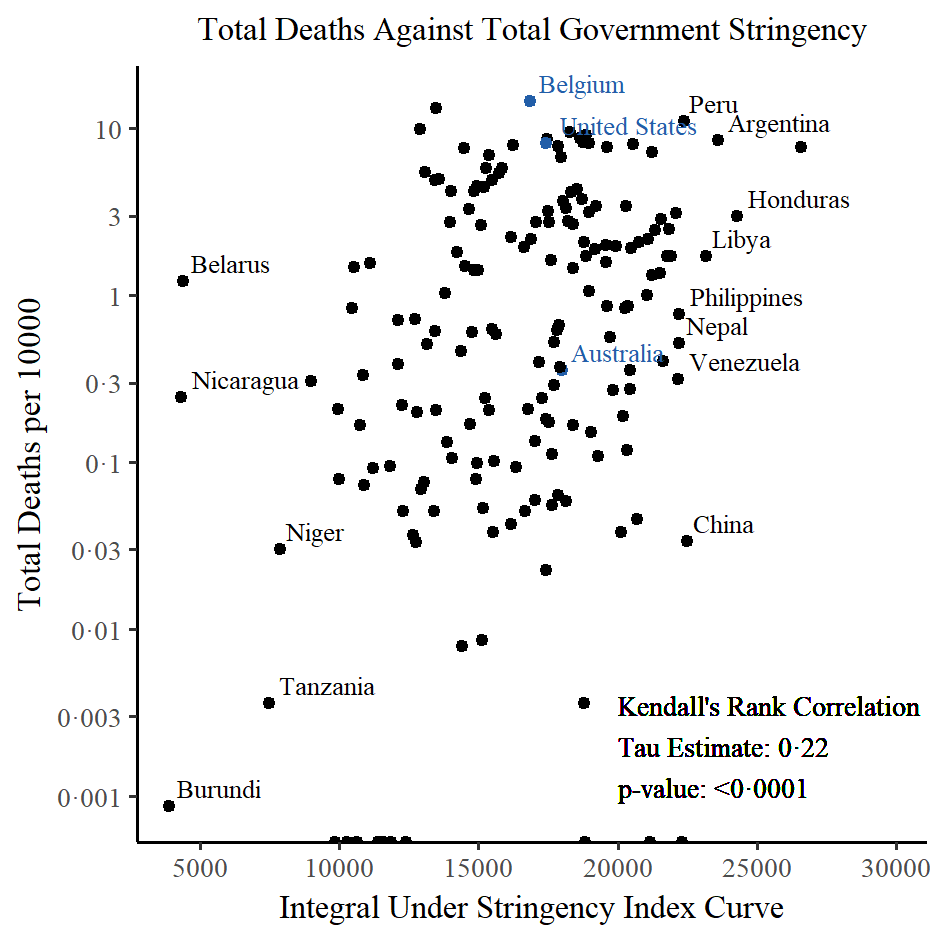 Total Deaths Against Total Government Stringency
Belgium
Peru
United States
Argentina
Honduras
Libya
Belarus
Philippines
Nepal
Australia
Venezuela
Nicaragua
China
Niger
Tanzania
Kendall's Rank Correlation
Tau Estimate: 0·22
p-value: <0·0001
Burundi
Total Deaths per 10000
10
3
1
0·3
0·1
0·03
0·01
0·003
0·001
5000 10000 15000 20000 25000 30000
Integral Under Stringency Index Curve